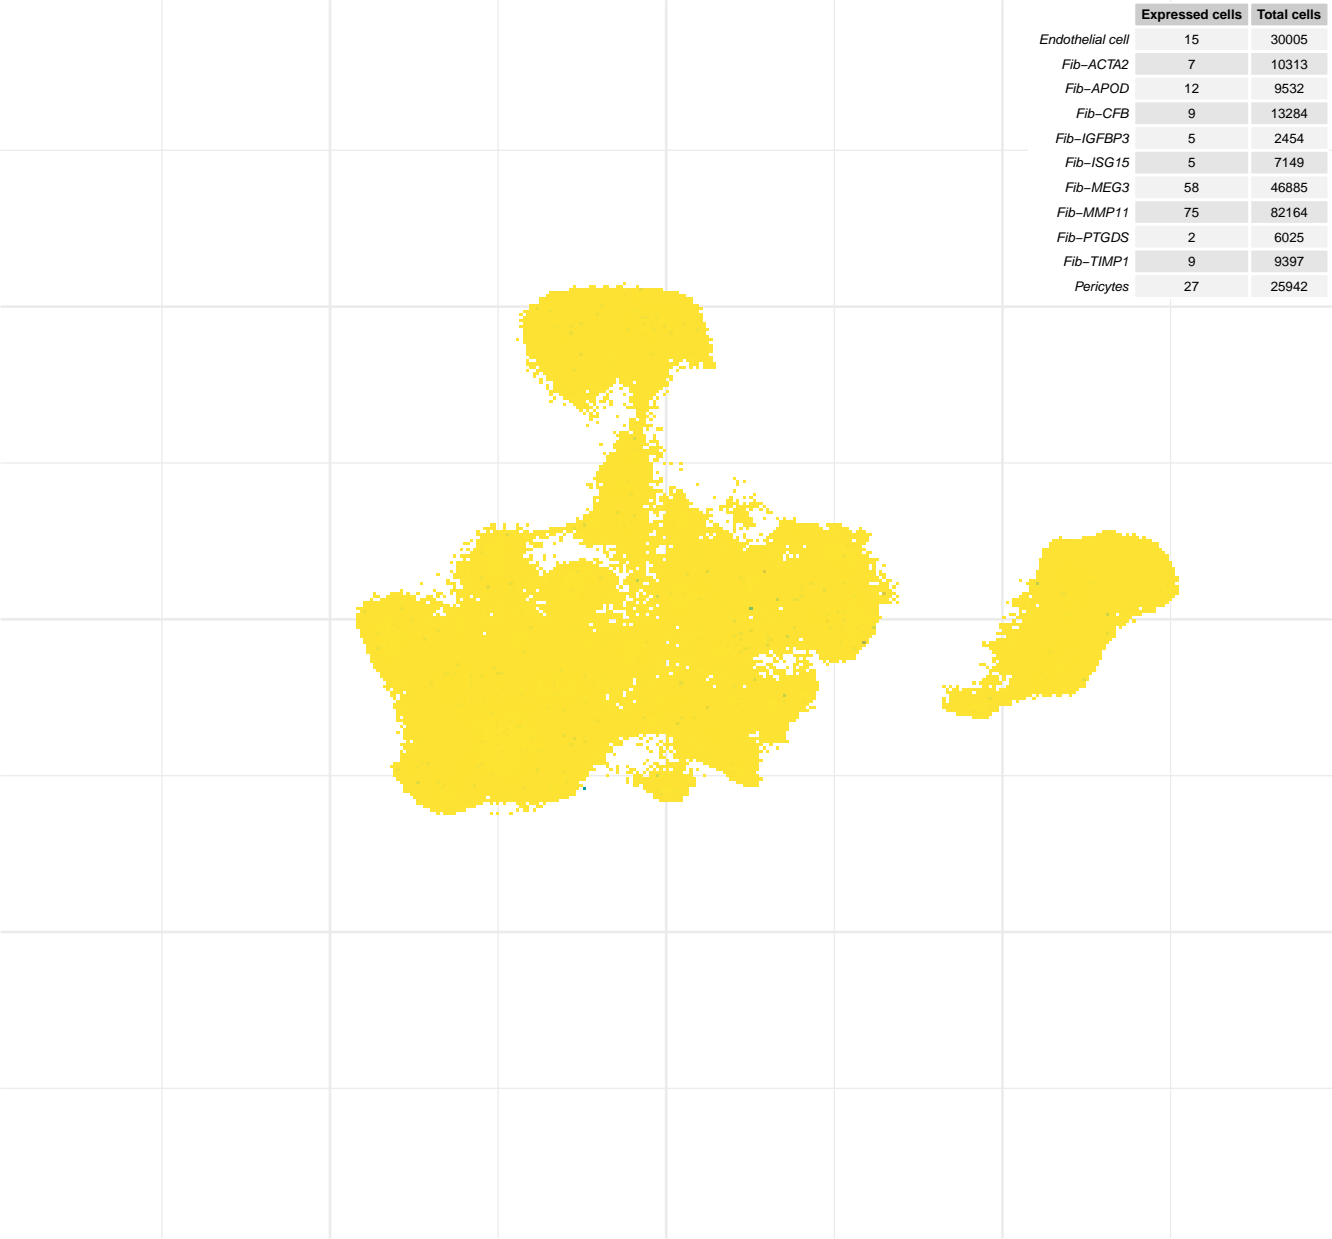 Expressed cells Total cells
Endothelial cell 15 30005
Fib−ACTA2 7 10313
Fib−APOD 12 9532
Fib−CFB 9 13284
Fib−IGFBP3 5 2454
Fib−ISG15 5 7149
Fib−MEG3 58 46885
Fib−MMP11 75 82164
Fib−PTGDS 2 6025
Fib−TIMP1 9 9397
Pericytes 27 25942